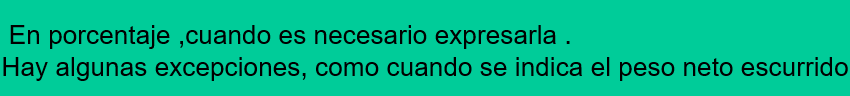 En porcentaje ,cuando es necesario expresarla .
Hay algunas excepciones, como cuando se indica el peso neto escurrido